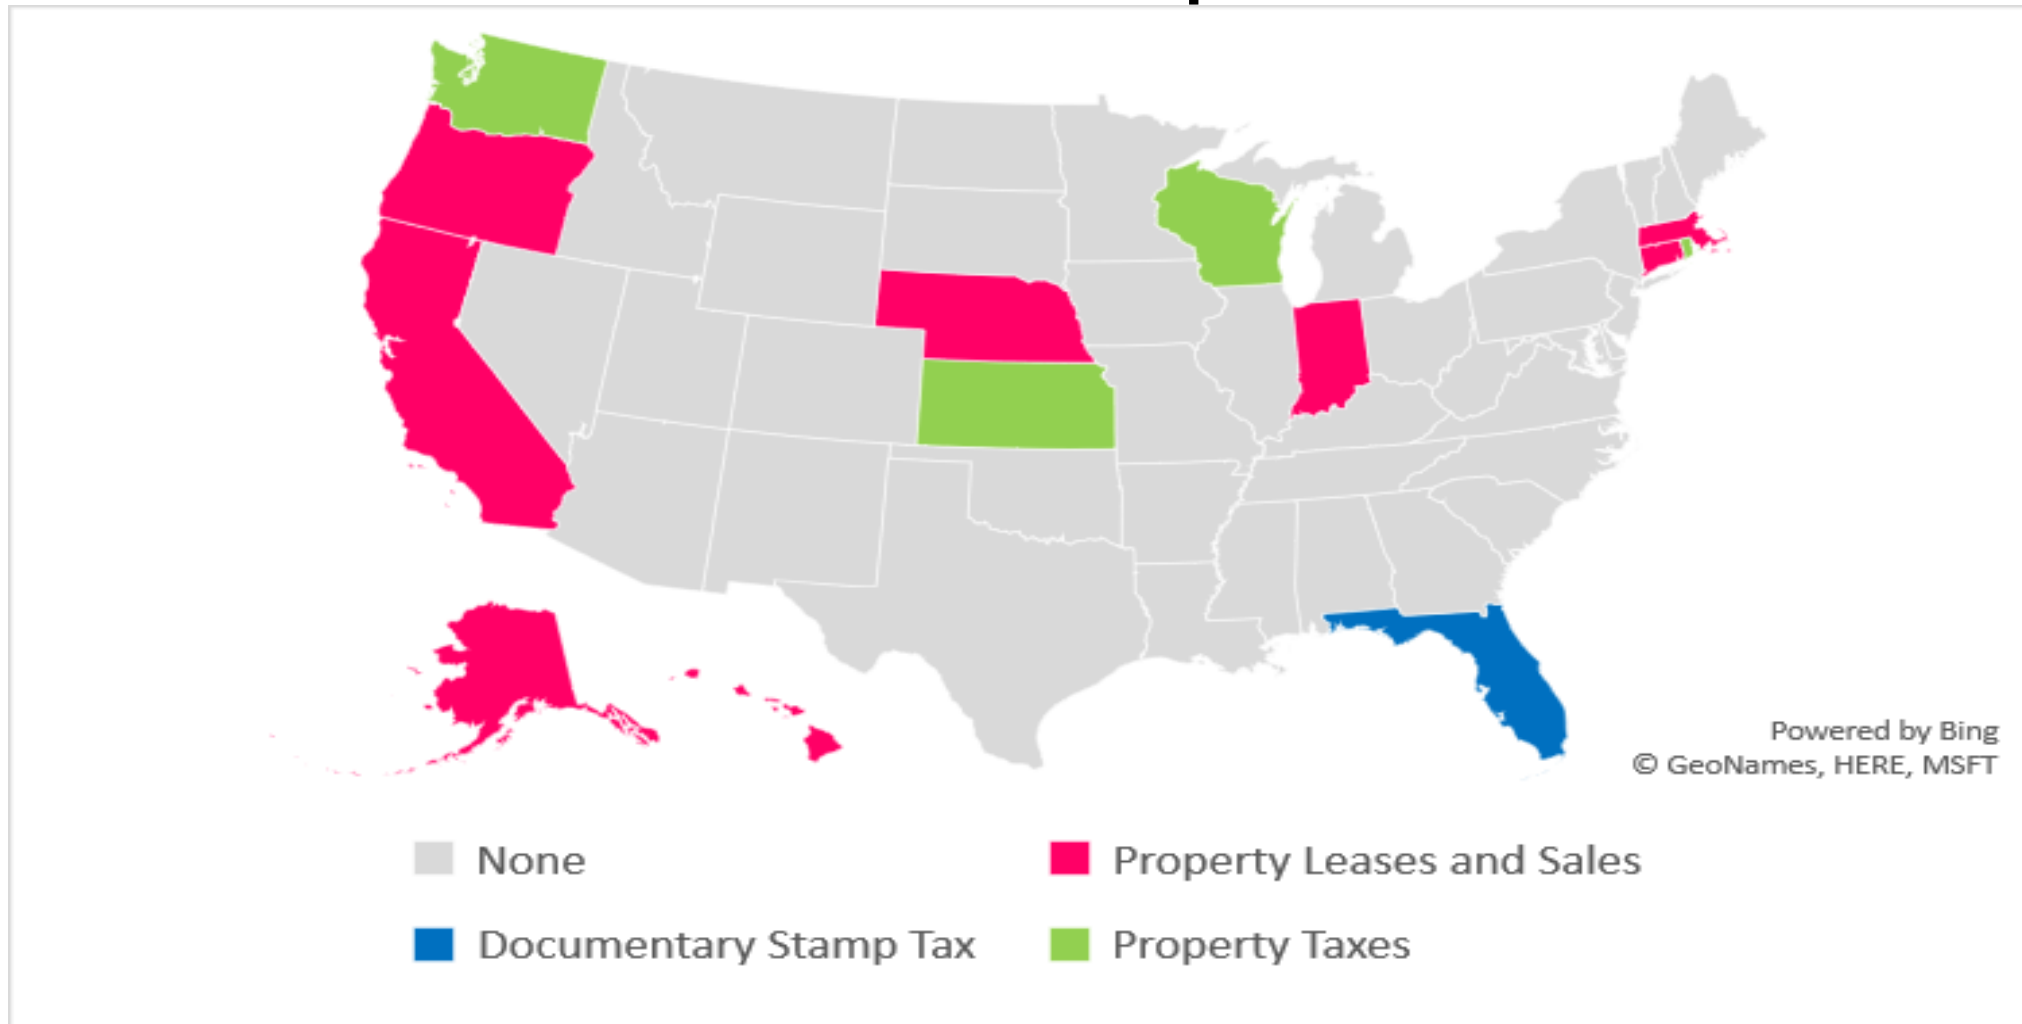 Powered by Bing
© GeoNames, HERE, MSFT
None
Property Leases and Sales
Documentary Stamp Tax
Property Taxes